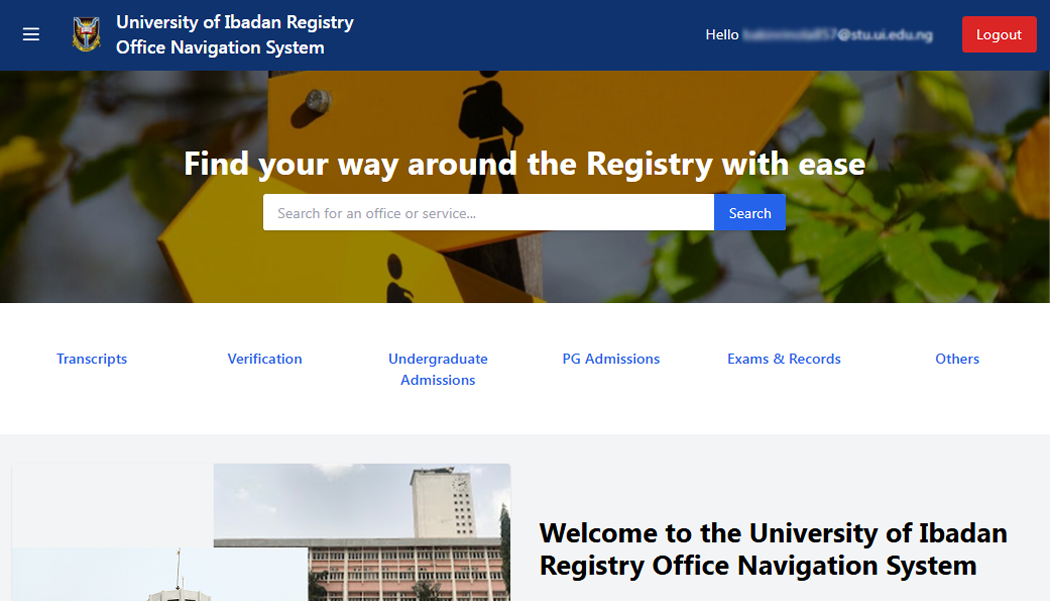 University of Ibadan Registry
Office Navigation System
Hello @stu.ui.edu.ng
Logout
Find your way around the Registry with ease
Search for an office or service...
Search
Transcripts
Verification
Undergraduate
Admissions
PG Admissions
Exams & Records
Others
Welcome to the University of Ibadan
Registry Office Navigation System